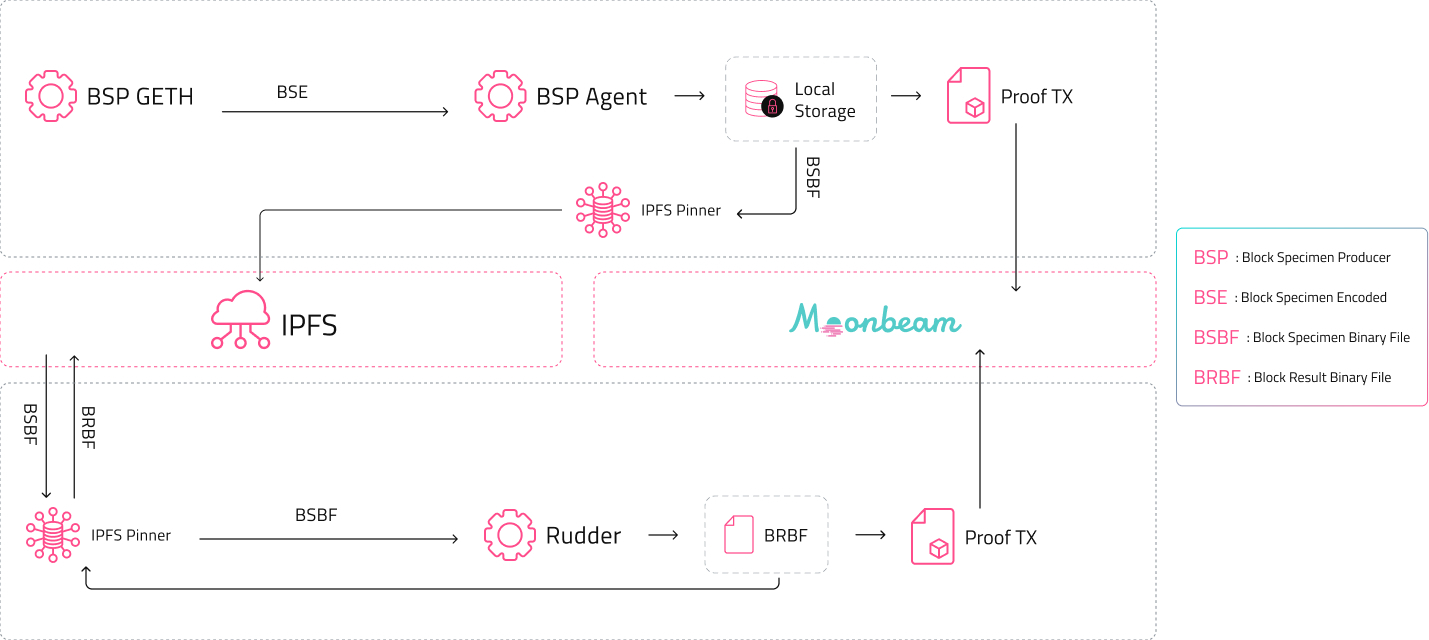 BSP GETH
BSE
BSP Agent
Local
Storage
Proof TX
BSBF
IPFS Pinner
IPFS
Moonbeam
BSP : Block Specimen Producer
BSE : Block Specimen Encoded
BSBF : Block Specimen Binary File
BRBF : Block Result Binary File
BSBF
BRBF
IPFS Pinner
BSBF
Rudder
BRBF
Proof TX